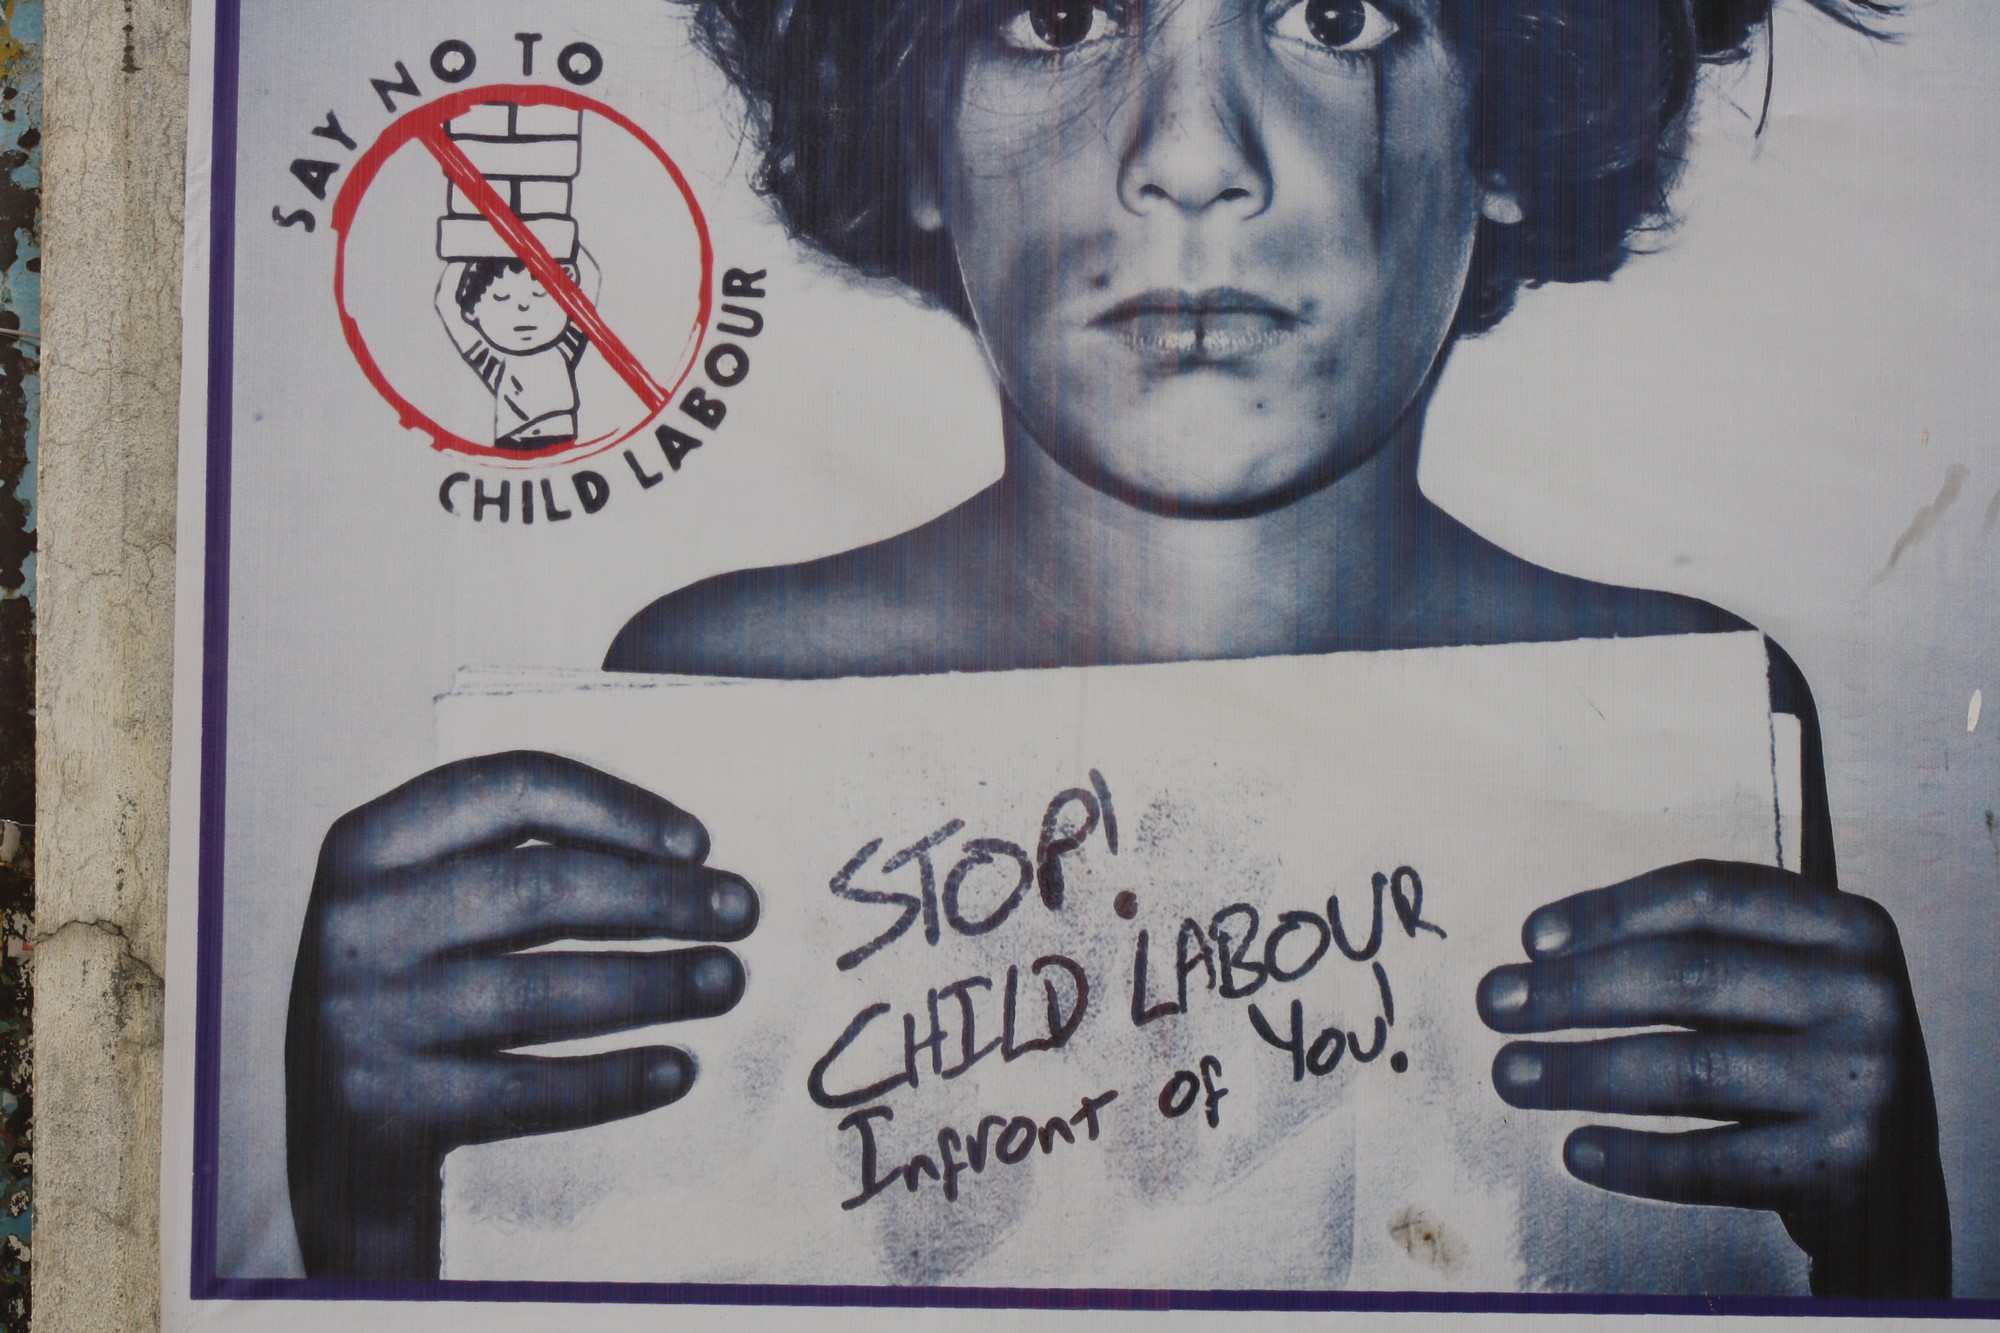 SAY NO TO
CHILD LABOUR
STOP!
CHILD LABOUR
Infront of You!